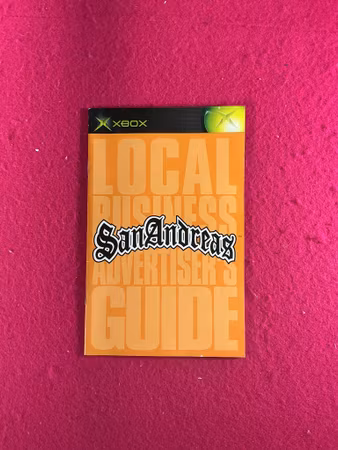 XBOX
LOCAL
BUSINESS
SanAndreas
ADVERTISER'S
GUIDE